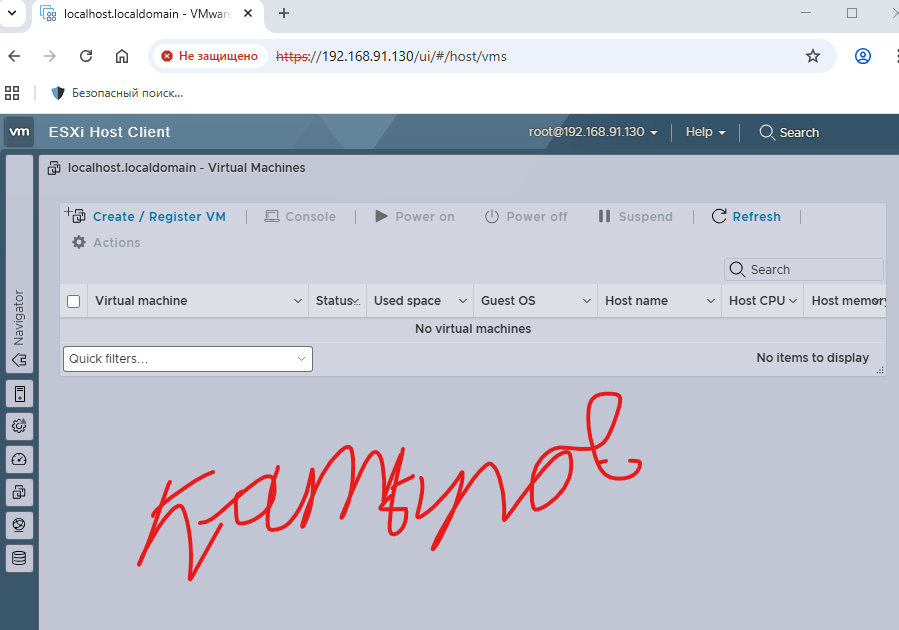 localhost.localdomain - VMware
Не защищено https://192.168.91.130/ui/#/host/vms
Безопасный поиск...
vm ESXi Host Client root@192.168.91.130 Help Search
localhost.localdomain - Virtual Machines
Create / Register VM Console Power on Power off Suspend Refresh
Actions
Search
Navigator
Virtual machine Status Used space Guest OS Host name Host CPU Host memory
No virtual machines
Quick filters... No items to display